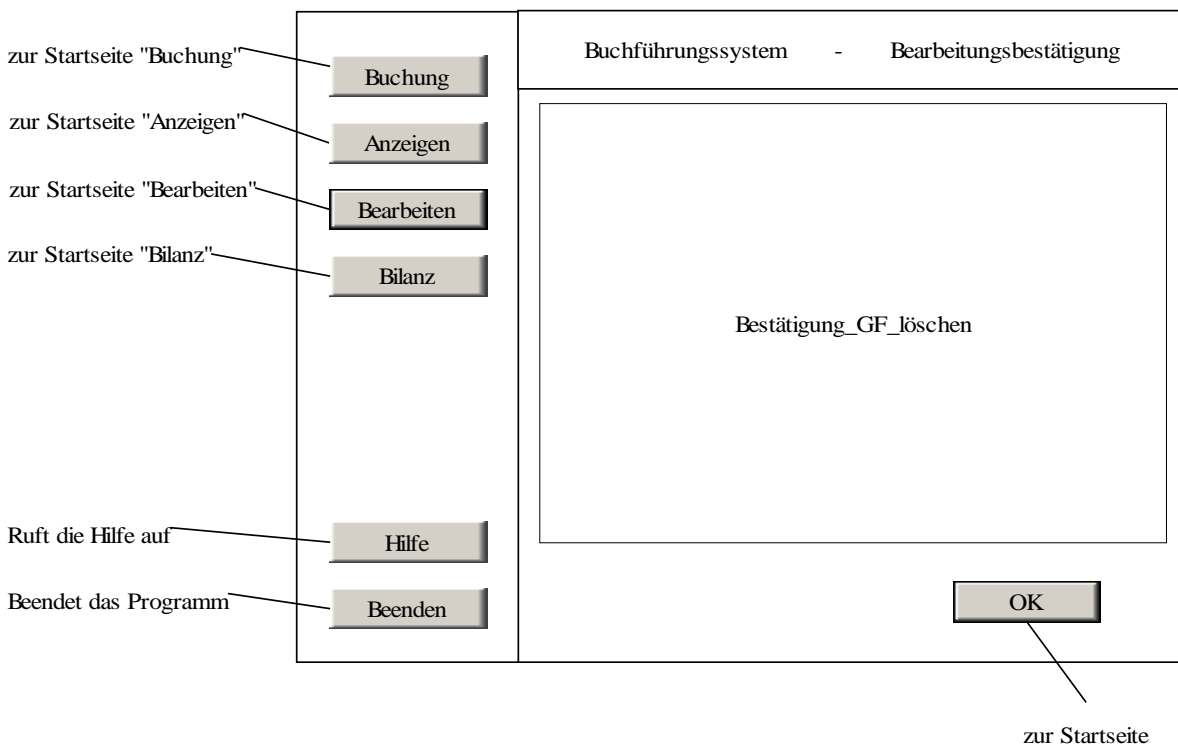 Buchführungssystem - Bearbeitungsbestätigung
zur Startseite "Buchung"
Buchung
zur Startseite "Anzeigen"
Anzeigen
zur Startseite "Bearbeiten"
Bearbeiten
zur Startseite "Bilanz"
Bilanz
Bestätigung_GF_löschen
Ruft die Hilfe auf
Hilfe
Beendet das Programm
Beenden
OK
zur Startseite